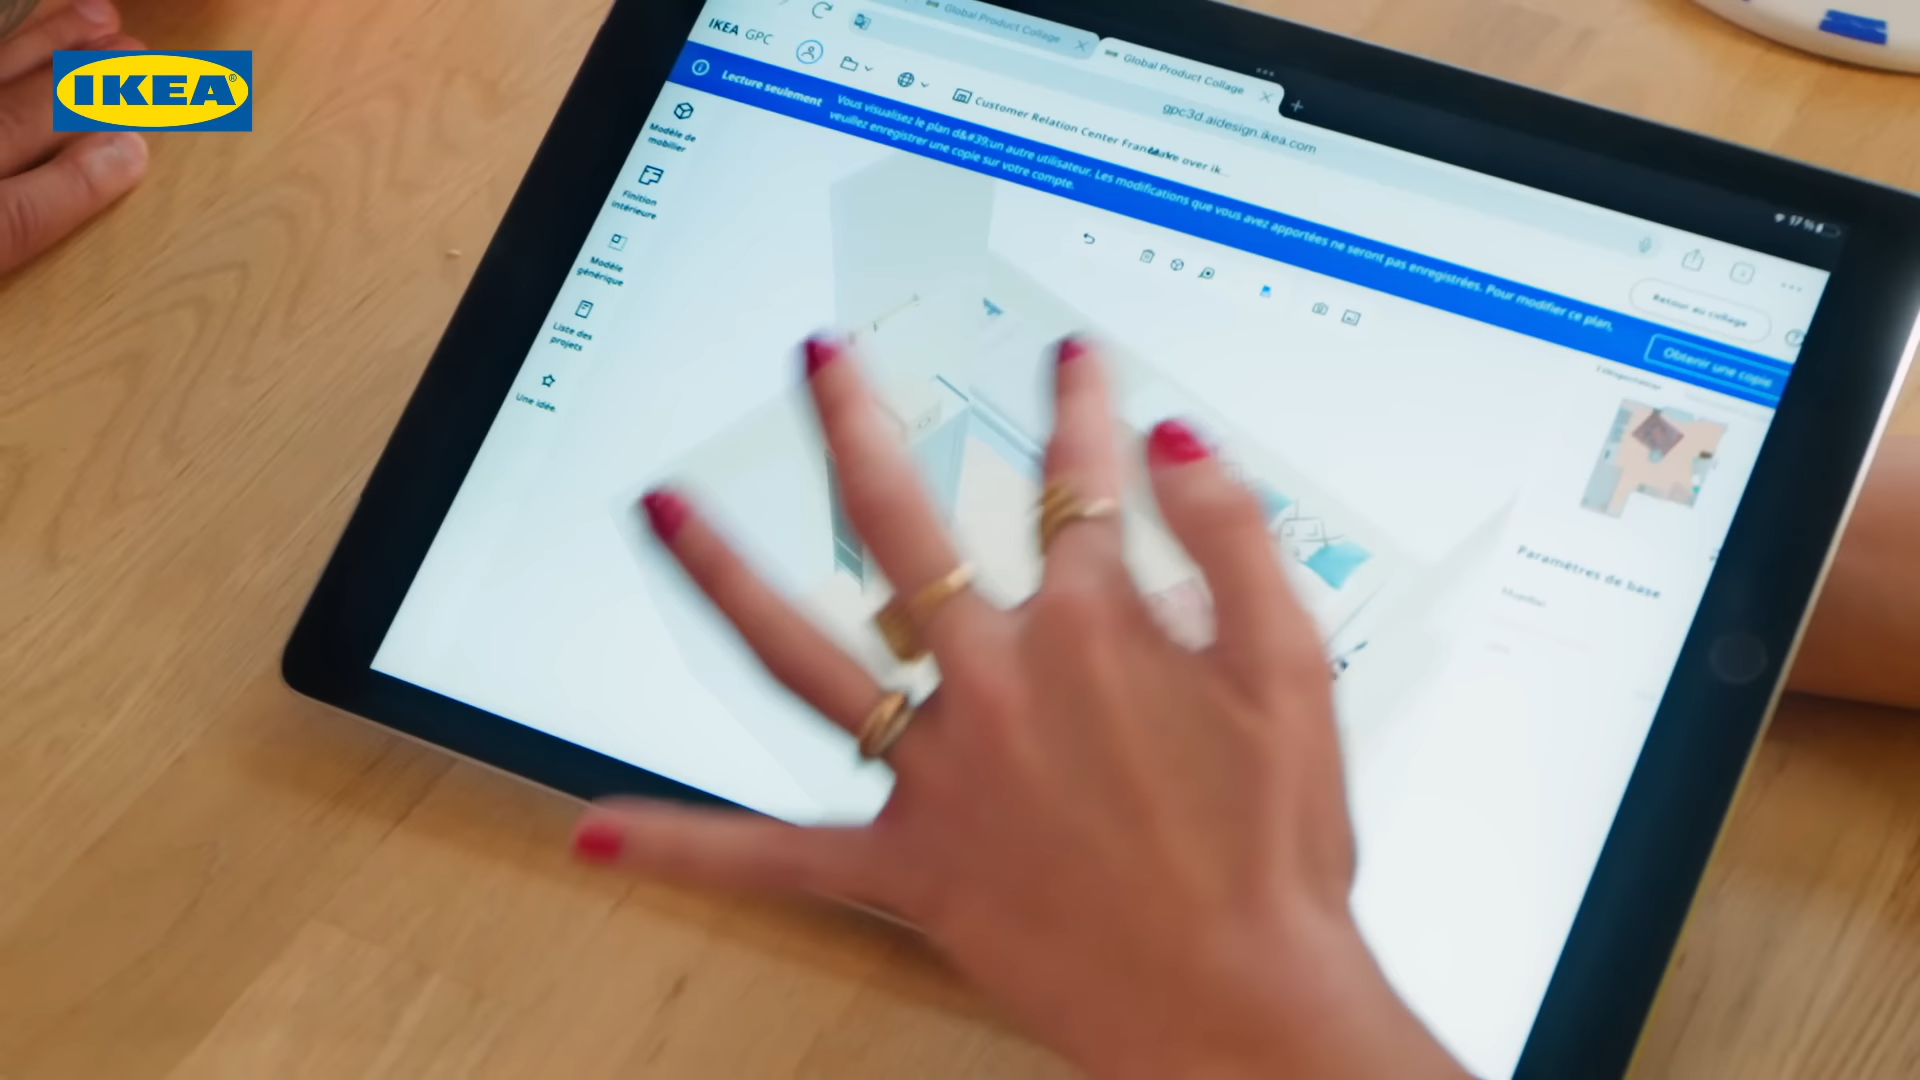 IKEA
Global Product Collage
Global Product Collage
gpc3d.aidesign.ikea.com
17 %
IKEA GPC
Customer Relation Center
over ik...
Retour au collage
Lecture seulement
Vous visualisez le plan d&#39;un autre utilisateur. Les modifications que vous avez apportées ne seront pas enregistrées. Pour modifier ce plan,
veuillez enregistrer une copie sur votre compte.
Obtenir une copie
Modèle de
mobilier
Finition
intérieure
Modèle
générique
Liste des
projets
Une idée
Paramètres de base